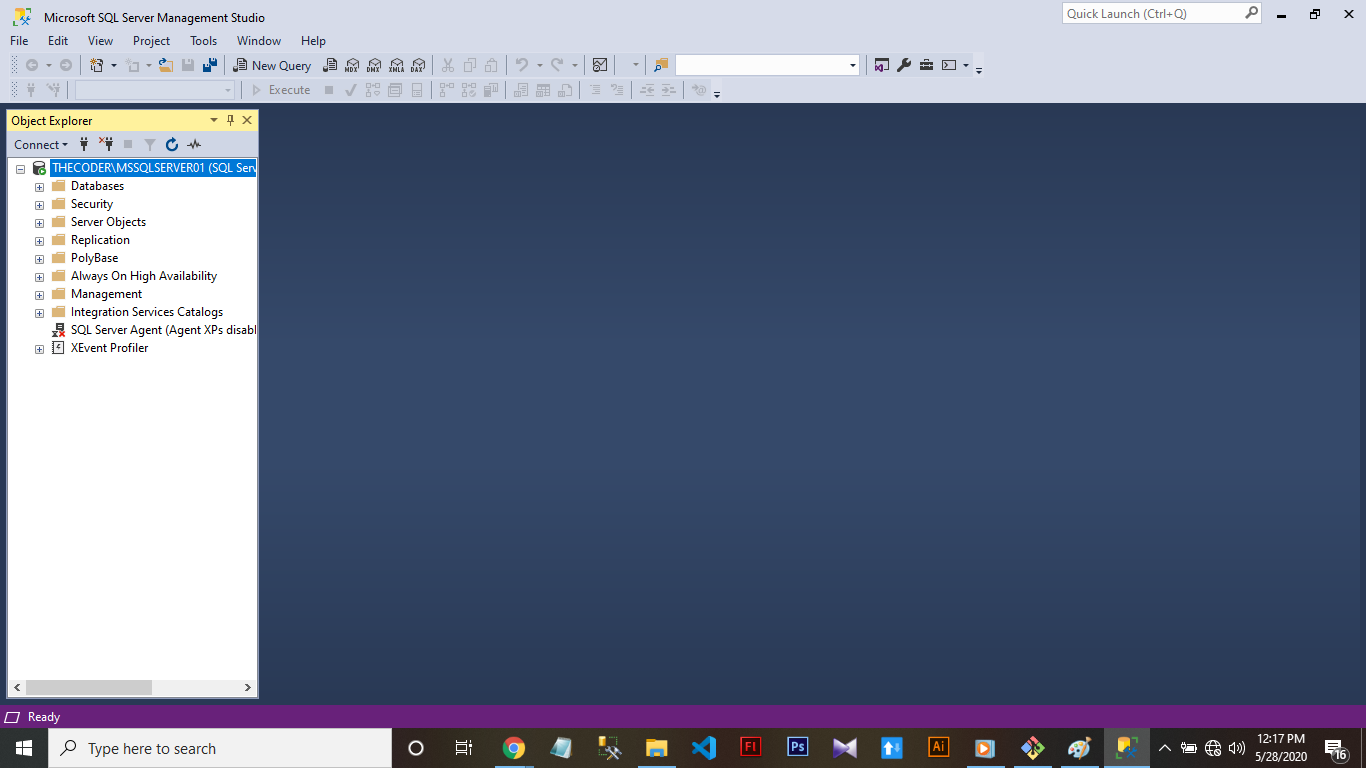 Microsoft SQL Server Management Studio
Quick Launch (Ctrl+Q)
File Edit View Project Tools Window Help
New Query
MDX DMX XMLA DAX
Execute
Object Explorer
Connect
THECODER\MSSQLSERVER01 (SQL Serv
Databases
Security
Server Objects
Replication
PolyBase
Always On High Availability
Management
Integration Services Catalogs
SQL Server Agent (Agent XPs disabl
XEvent Profiler
Ready
Type here to search
Fl
Ps
Ai
12:17 PM
5/28/2020
16